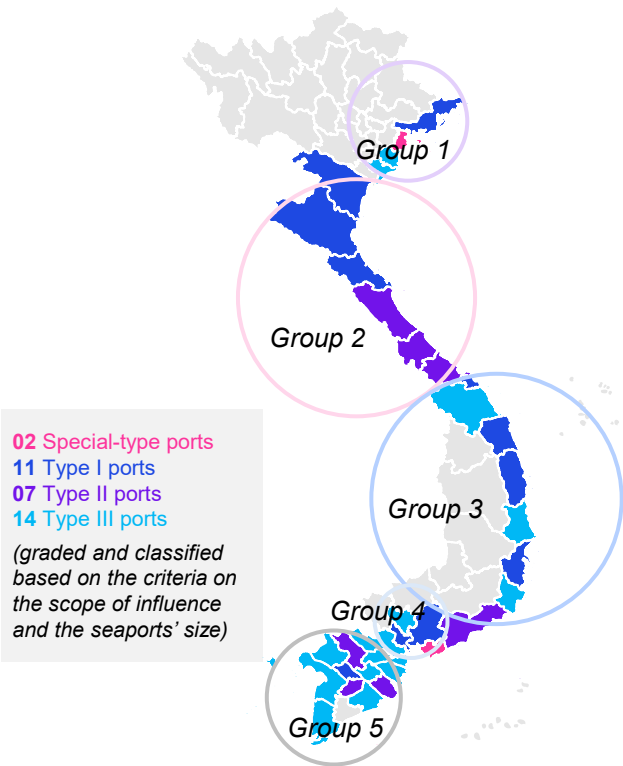 Group 1
Group 2
Group 3
Group 4
Group 5
02 Special-type ports
11 Type I ports
07 Type II ports
14 Type III ports
(graded and classified
based on the criteria on
the scope of influence
and the seaports' size)